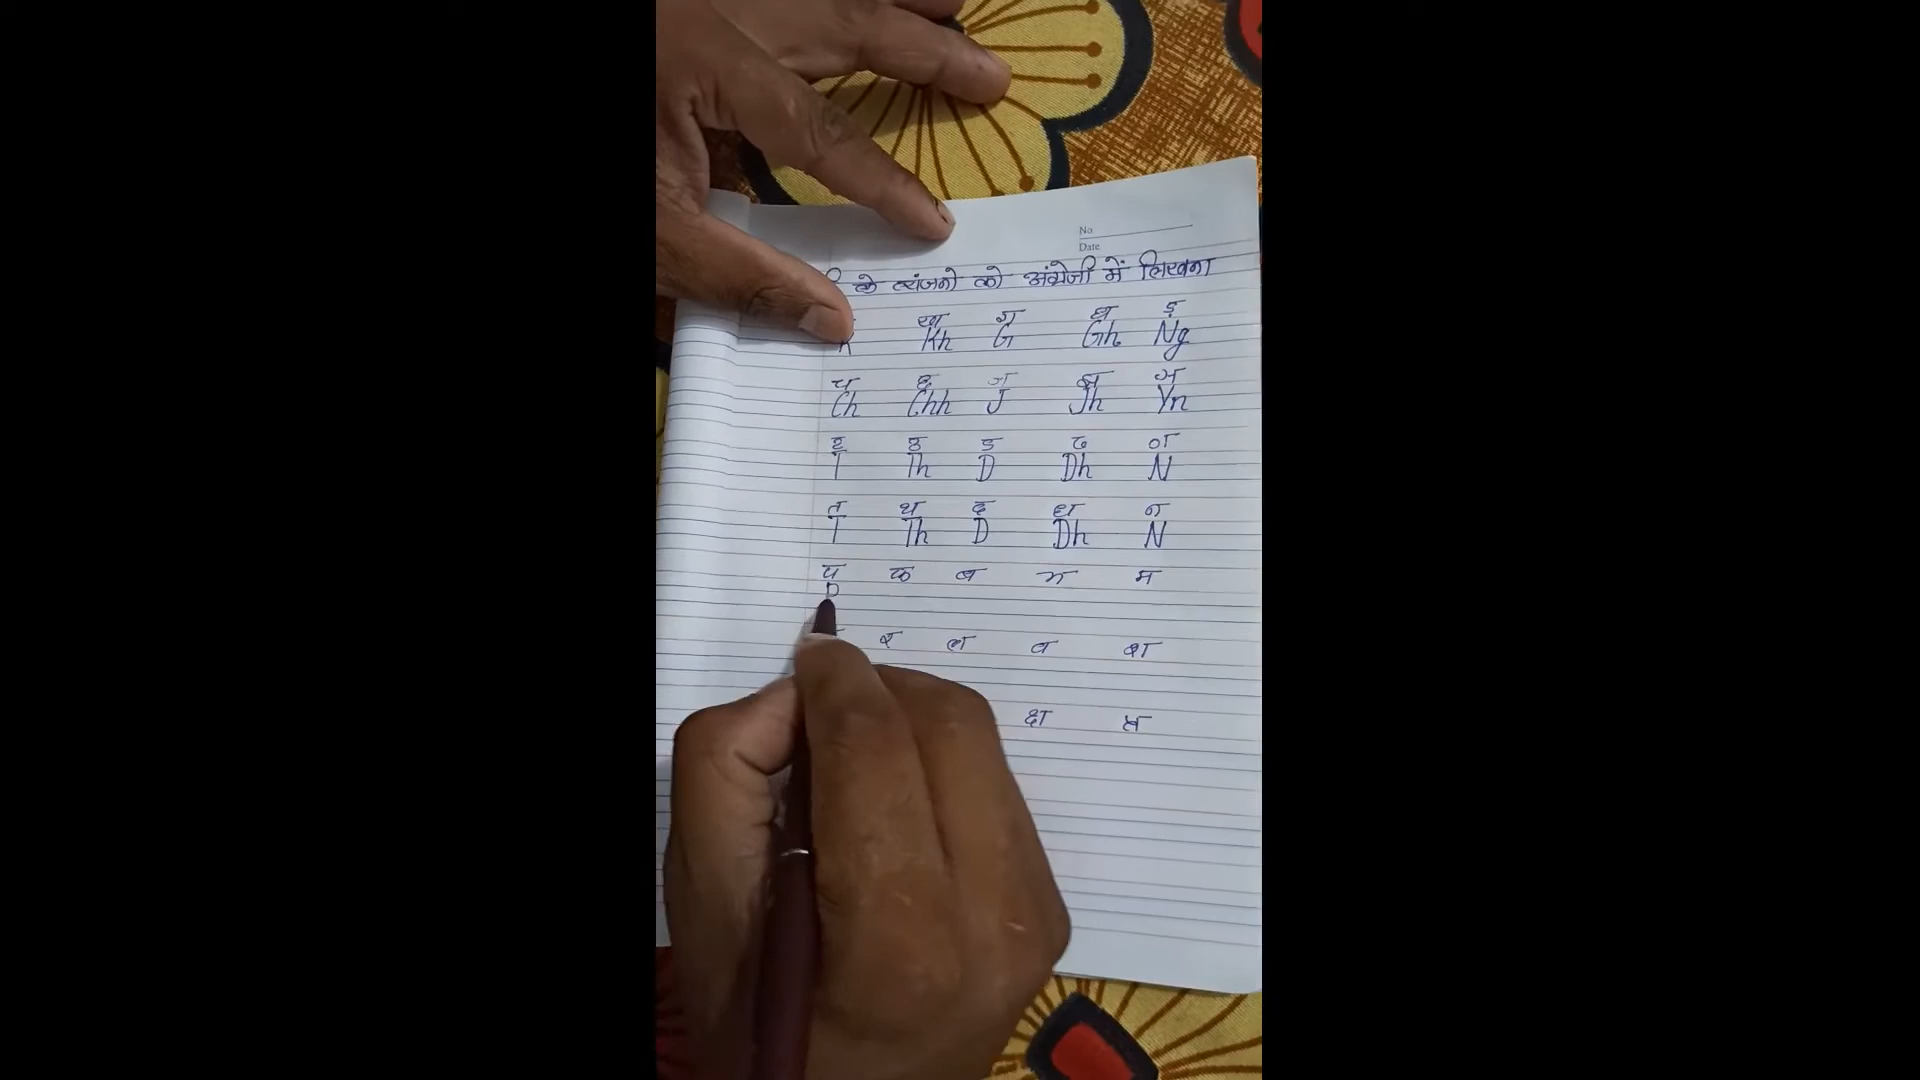 No
Date
के व्यंजनो को अंग्रेजी में लिखना
ख ग घ ङ
K Kh G Gh Ng
च छ ज झ ञ
Ch Chh J Jh Yn
ट ठ ड ढ ण
T Th D Dh N
त थ द ध न
T Th D Dh N
प फ ब भ म
P
र ल व श
क्ष त्र